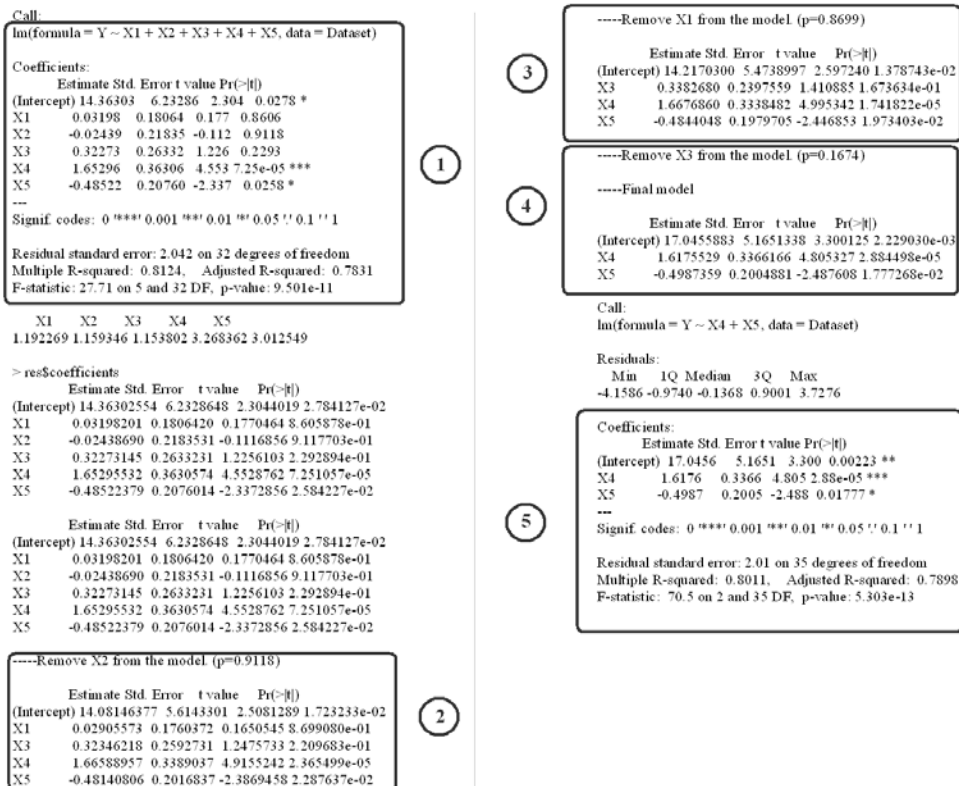 Call:
lm(formula = Y ~ X1 + X2 + X3 + X4 + X5, data = Dataset)
Coefficients:
Estimate Std. Error t value Pr(>|t|)
(Intercept) 14.36303 6.23286 2.304 0.0278 *
X1 0.03198 0.18064 0.177 0.8606
X2 -0.02439 0.21835 -0.112 0.9118
X3 0.32273 0.26332 1.226 0.2293
X4 1.65296 0.36306 4.553 7.25e-05 ***
X5 -0.48522 0.20760 -2.337 0.0258 *
---
Signif. codes: 0 '***' 0.001 '**' 0.01 '*' 0.05 '.' 0.1 ' ' 1
Residual standard error: 2.042 on 32 degrees of freedom
Multiple R-squared: 0.8124, Adjusted R-squared: 0.7831
F-statistic: 27.71 on 5 and 32 DF, p-value: 9.501e-11
1
X1 X2 X3 X4 X5
1.192269 1.159346 1.153802 3.268362 3.012549
> res$coefficients
Estimate Std. Error t value Pr(>|t|)
(Intercept) 14.36302554 6.2328648 2.3044019 2.784127e-02
X1 0.03198201 0.1806420 0.1770464 8.605878e-01
X2 -0.02438690 0.2183531 -0.1116856 9.117703e-01
X3 0.32273145 0.2633231 1.2256103 2.292894e-01
X4 1.65295532 0.3630574 4.5528762 7.251057e-05
X5 -0.48522379 0.2076014 -2.3372856 2.584227e-02
Estimate Std. Error t value Pr(>|t|)
(Intercept) 14.36302554 6.2328648 2.3044019 2.784127e-02
X1 0.03198201 0.1806420 0.1770464 8.605878e-01
X2 -0.02438690 0.2183531 -0.1116856 9.117703e-01
X3 0.32273145 0.2633231 1.2256103 2.292894e-01
X4 1.65295532 0.3630574 4.5528762 7.251057e-05
X5 -0.48522379 0.2076014 -2.3372856 2.584227e-02
-----Remove X2 from the model. (p=0.9118)
Estimate Std. Error t value Pr(>|t|)
(Intercept) 14.08146377 5.6143301 2.5081289 1.723233e-02
X1 0.02905573 0.1760372 0.1650545 8.699080e-01
X3 0.32346218 0.2592731 1.2475733 2.209683e-01
X4 1.66588957 0.3389037 4.9155242 2.365499e-05
X5 -0.48140806 0.2016837 -2.3869458 2.287637e-02
2
-----Remove X1 from the model. (p=0.8699)
Estimate Std. Error t value Pr(>|t|)
(Intercept) 14.2170300 5.4738997 2.597240 1.378743e-02
X3 0.3382680 0.2397559 1.410885 1.673634e-01
X4 1.6676860 0.3338482 4.995342 1.741822e-05
X5 -0.4844048 0.1979705 -2.446853 1.973403e-02
3
-----Remove X3 from the model. (p=0.1674)
-----Final model
Estimate Std. Error t value Pr(>|t|)
(Intercept) 17.0455883 5.1651338 3.300125 2.229030e-03
X4 1.6175529 0.3366166 4.805327 2.884498e-05
X5 -0.4987359 0.2004881 -2.487608 1.777268e-02
4
Call:
lm(formula = Y ~ X4 + X5, data = Dataset)
Residuals:
Min 1Q Median 3Q Max
-4.1586 -0.9740 -0.1368 0.9001 3.7276
Coefficients:
Estimate Std. Error t value Pr(>|t|)
(Intercept) 17.0456 5.1651 3.300 0.00223 **
X4 1.6176 0.3366 4.805 2.88e-05 ***
X5 -0.4987 0.2005 -2.488 0.01777 *
---
Signif. codes: 0 '***' 0.001 '**' 0.01 '*' 0.05 '.' 0.1 ' ' 1
Residual standard error: 2.01 on 35 degrees of freedom
Multiple R-squared: 0.8011, Adjusted R-squared: 0.7898
F-statistic: 70.5 on 2 and 35 DF, p-value: 5.303e-13
5